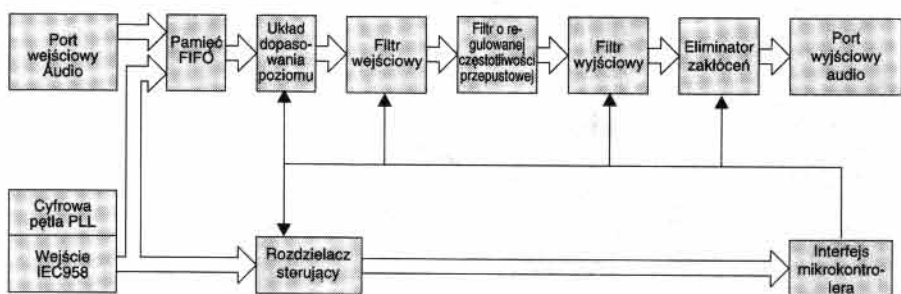 Port wejściowy
Audio
Pamięć
FIFO
Układ
dopaso-
wania
poziomu
Filtr
wejściowy
Filtr o re-
gulowanej
częstotliwości
przepustowej
Filtr
wyjściowy
Eliminator
zakłóceń
Port
wyjściowy
audio
Cyfrowa
pętla PLL
Wejście
IEC958
Rozdzielacz
sterujący
Interfejs
mikrokontro-
lera